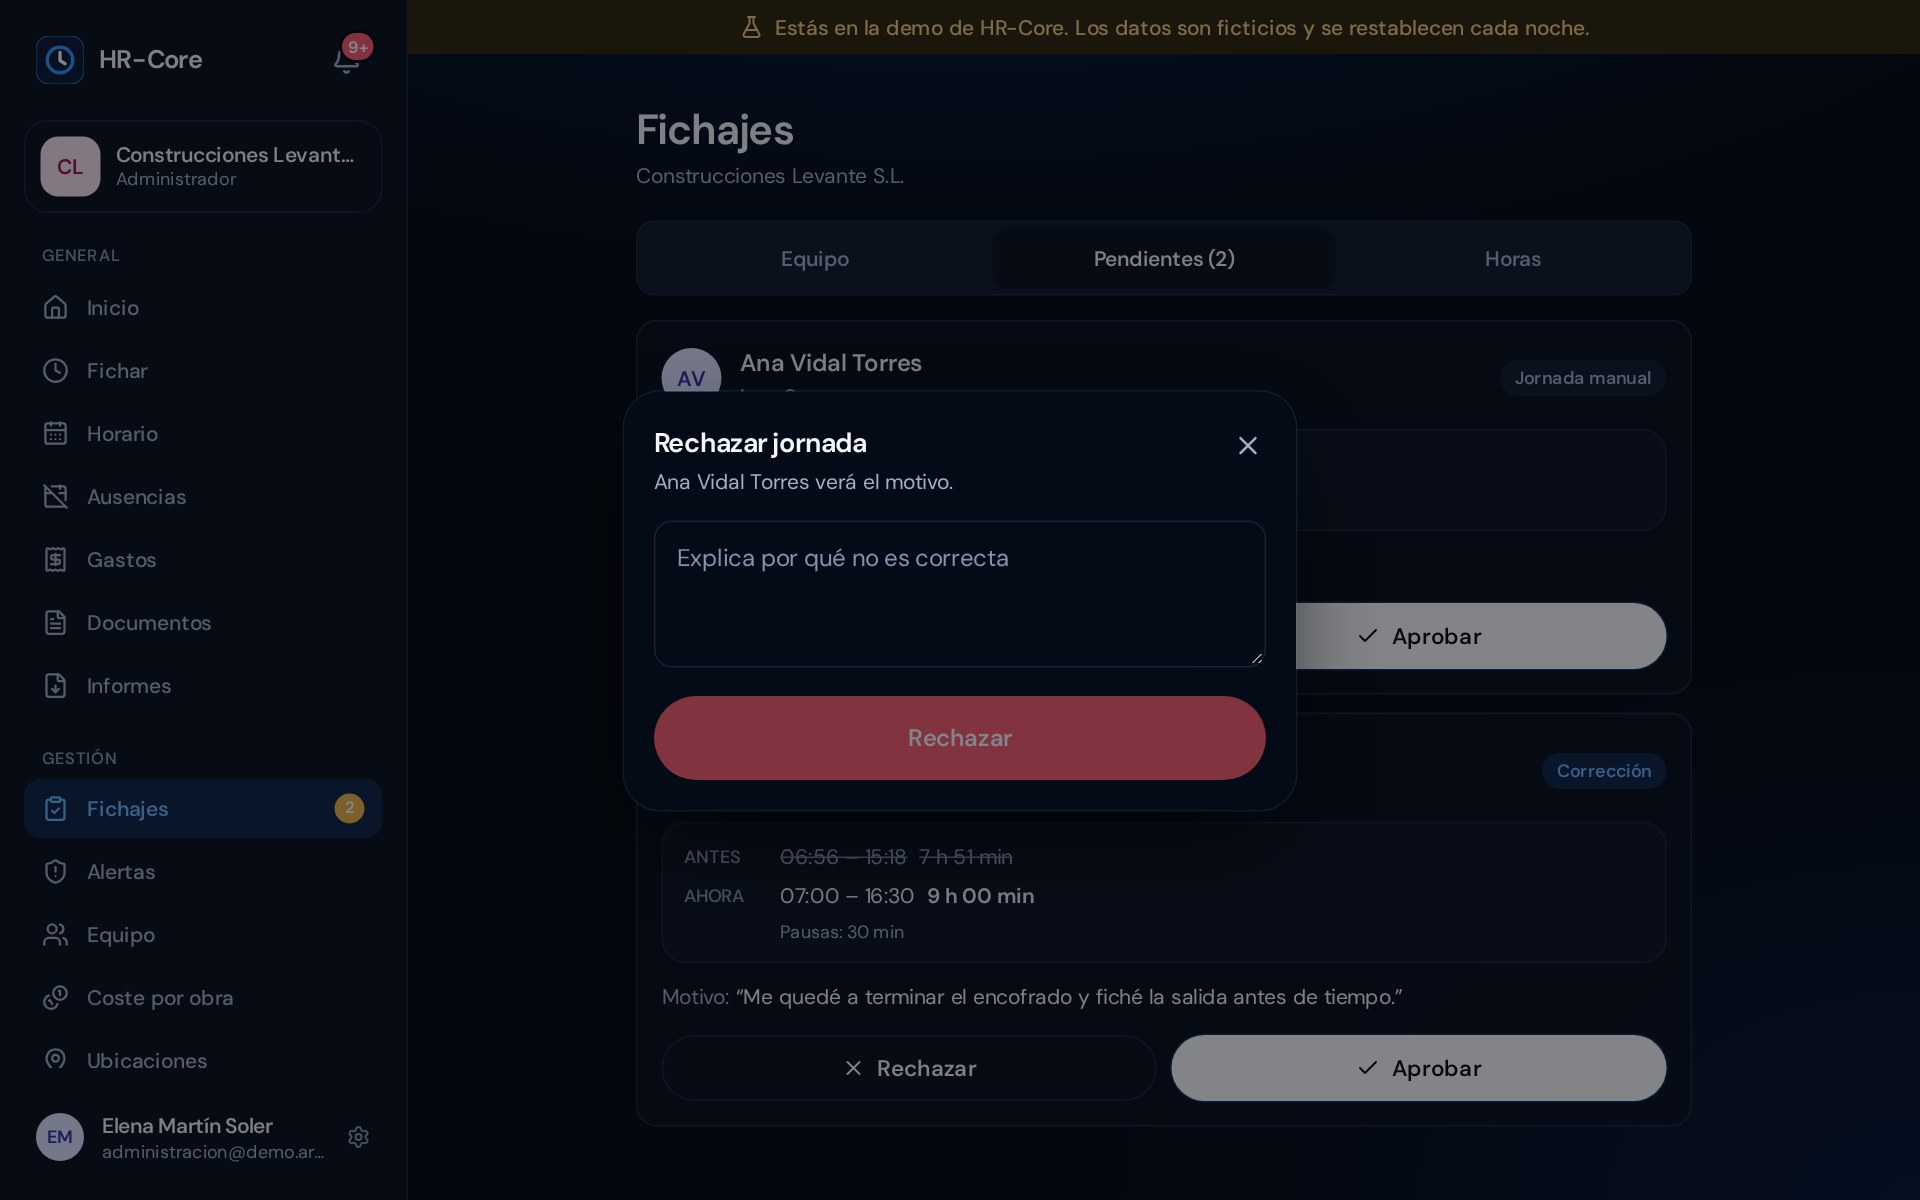 HR-Core
9+
Construcciones Levant...
Administrador
CL
GENERAL
Inicio
Fichar
Horario
Ausencias
Gastos
Documentos
Informes
GESTIÓN
Fichajes
2
Alertas
Equipo
Coste por obra
Ubicaciones
EM
Elena Martín Soler
administracion@demo.ar...
Estás en la demo de HR-Core. Los datos son ficticios y se restablecen cada noche.
Fichajes
Construcciones Levante S.L.
Equipo
Pendientes (2)
Horas
AV
Ana Vidal Torres
Jornada manual
Rechazar jornada
Ana Vidal Torres verá el motivo.
Explica por qué no es correcta
Rechazar
Aprobar
Corrección
ANTES 06:56 – 15:18 7 h 51 min
AHORA 07:00 – 16:30 9 h 00 min
Pausas: 30 min
Motivo: “Me quedé a terminar el encofrado y fiché la salida antes de tiempo.”
Rechazar
Aprobar